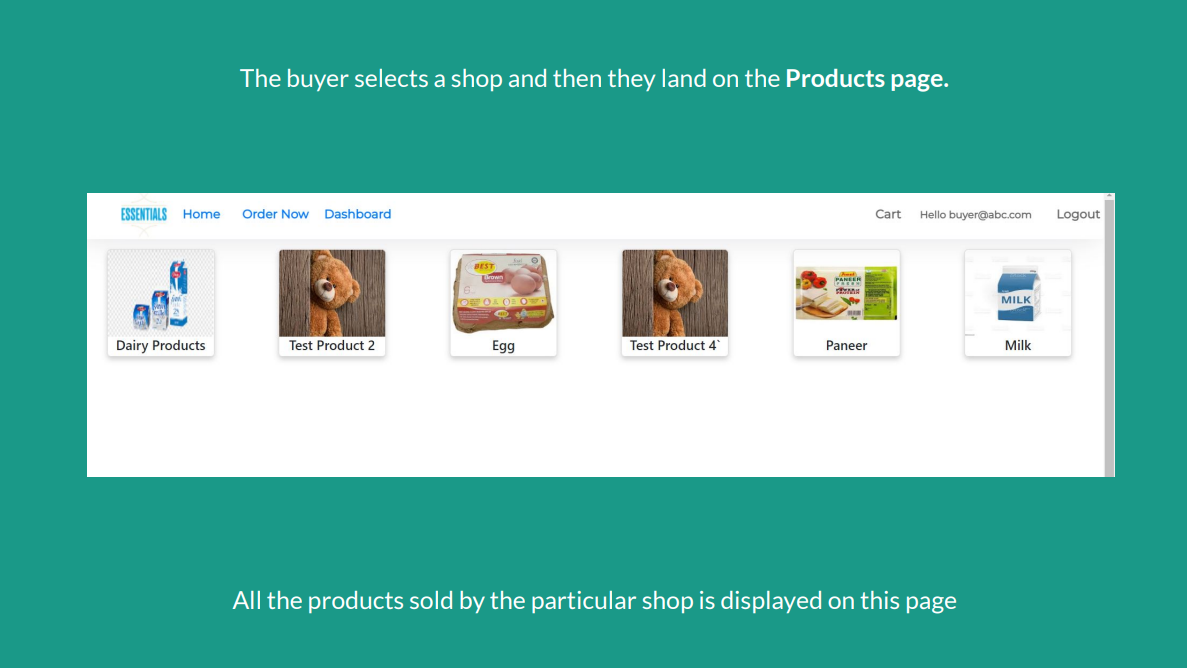 The buyer selects a shop and then they land on the Products page.
ESSENTIALS Home Order Now Dashboard Cart Hello buyer@abc.com Logout
BEST
Brown
6
PANEER
FRESH
MILK
Dairy Products Test Product 2 Egg Test Product 4` Paneer Milk
All the products sold by the particular shop is displayed on this page